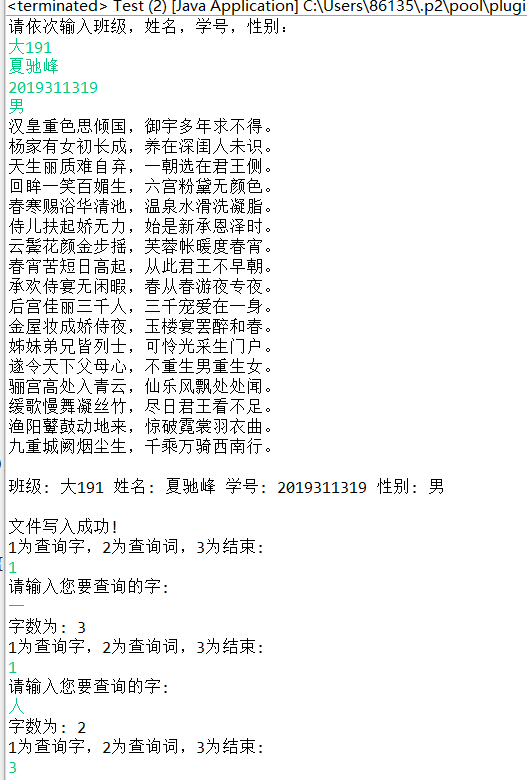 <terminated> Test (2) [Java Application] C:\Users\86135\.p2\pool\plugi
请依次输入班级，姓名，学号，性别：
大191
夏驰峰
2019311319
男
汉皇重色思倾国，御宇多年求不得。
杨家有女初长成，养在深闺人未识。
天生丽质难自弃，一朝选在君王侧。
回眸一笑百媚生，六宫粉黛无颜色。
春寒赐浴华清池，温泉水滑洗凝脂。
侍儿扶起娇无力，始是新承恩泽时。
云鬓花颜金步摇，芙蓉帐暖度春宵。
春宵苦短日高起，从此君王不早朝。
承欢侍宴无闲暇，春从春游夜专夜。
后宫佳丽三千人，三千宠爱在一身。
金屋妆成娇侍夜，玉楼宴罢醉和春。
姊妹弟兄皆列士，可怜光采生门户。
遂令天下父母心，不重生男重生女。
骊宫高处入青云，仙乐风飘处处闻。
缓歌慢舞凝丝竹，尽日君王看不足。
渔阳鼙鼓动地来，惊破霓裳羽衣曲。
九重城阙烟尘生，千乘万骑西南行。
班级: 大191 姓名: 夏驰峰 学号: 2019311319 性别: 男
文件写入成功!
1为查询字，2为查询词，3为结束:
1
请输入您要查询的字:
一
字数为: 3
1为查询字，2为查询词，3为结束:
1
请输入您要查询的字:
人
字数为: 2
1为查询字，2为查询词，3为结束:
3